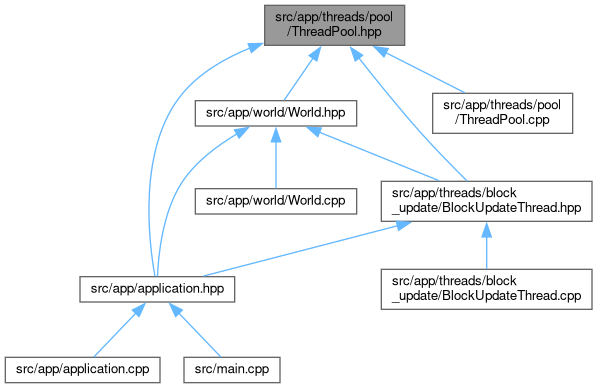 src/app/threads/pool
/ThreadPool.hpp
src/app/world/World.hpp
src/app/threads/pool
/ThreadPool.cpp
src/app/world/World.cpp
src/app/threads/block
_update/BlockUpdateThread.hpp
src/app/application.hpp
src/app/threads/block
_update/BlockUpdateThread.cpp
src/app/application.cpp
src/main.cpp